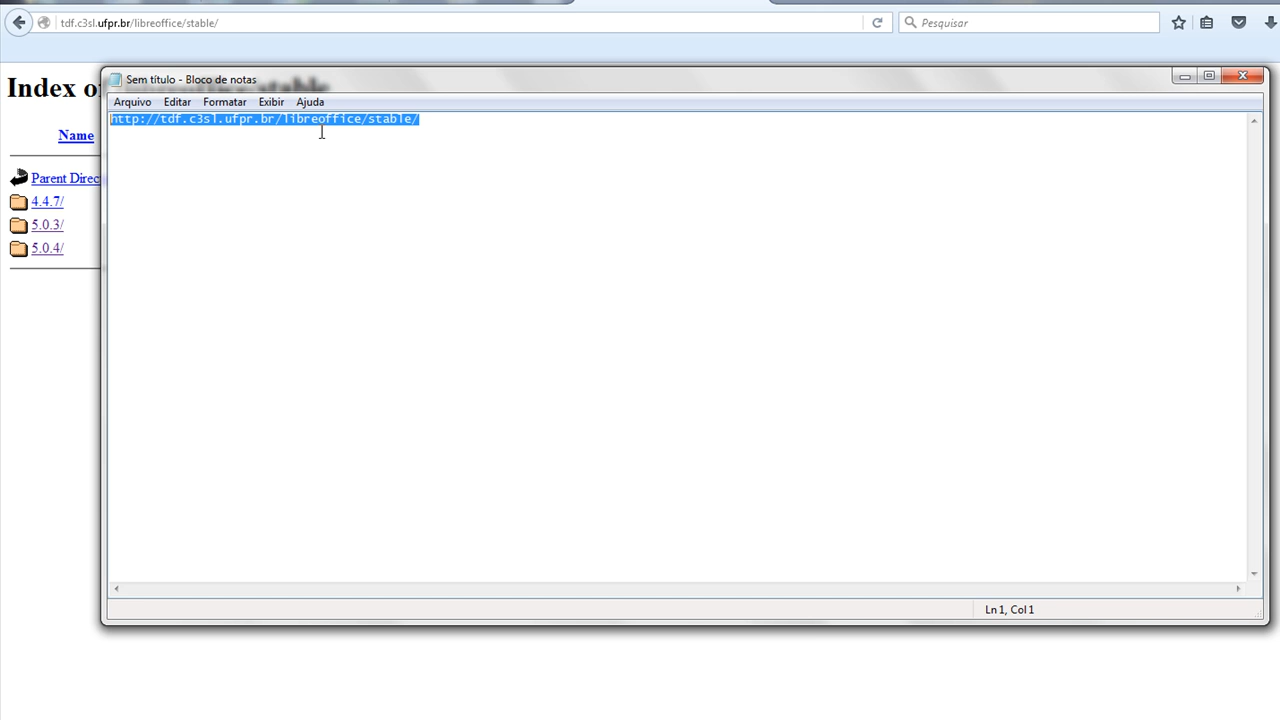 tdf.c3sl.ufpr.br/libreoffice/stable/
Pesquisar
Index of
Sem título - Bloco de notas
Arquivo Editar Formatar Exibir Ajuda
http://tdf.c3sl.ufpr.br/libreoffice/stable/
Name
Parent Direc
4.4.7/
5.0.3/
5.0.4/
Ln 1, Col 1